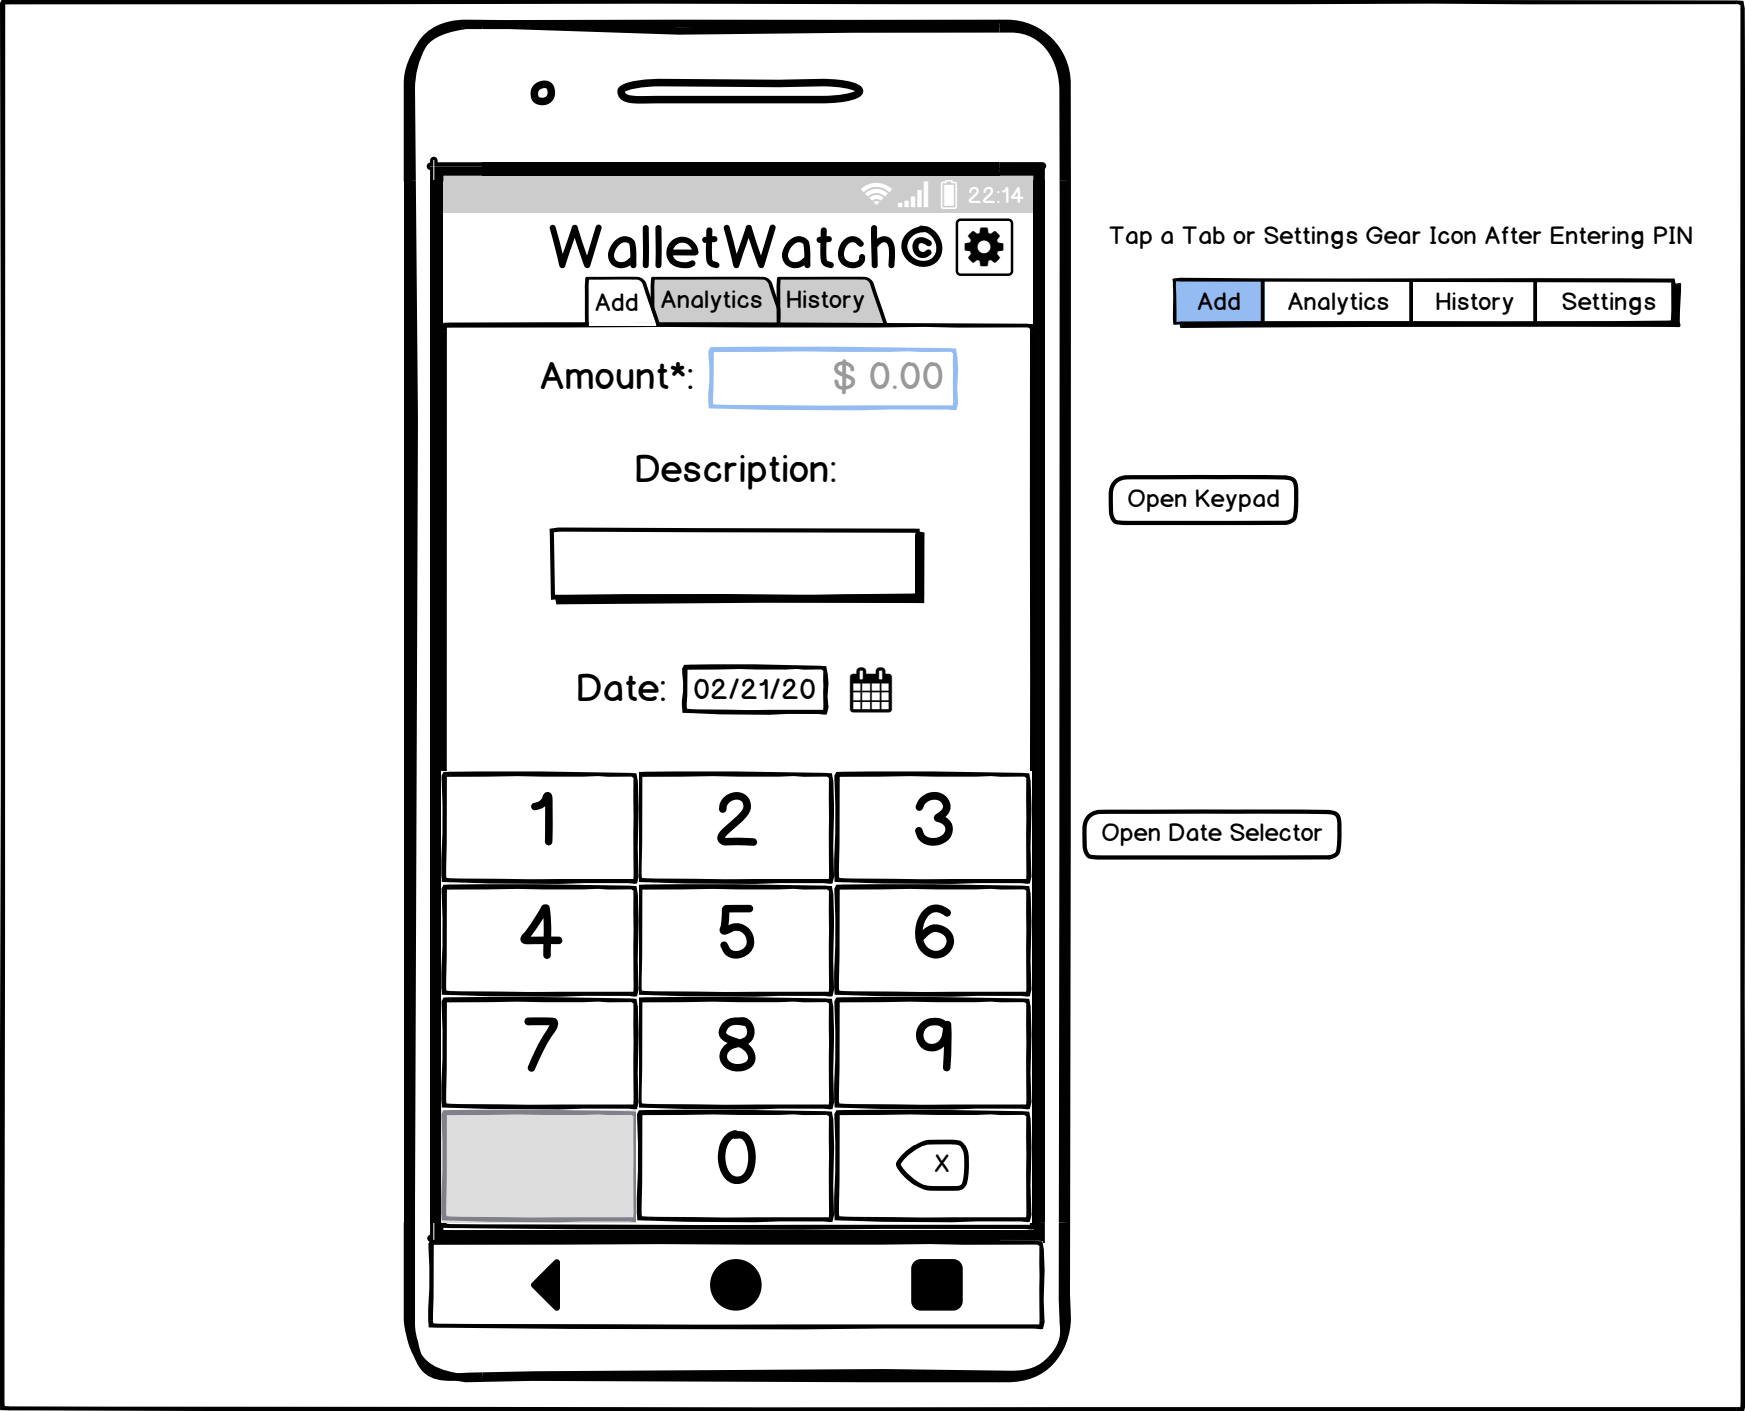 22:14
WalletWatch©
Add Analytics History
Amount*: $ 0.00
Description:
Date: 02/21/20
1 2 3
4 5 6
7 8 9
0 X
Tap a Tab or Settings Gear Icon After Entering PIN
Add Analytics History Settings
Open Keypad
Open Date Selector